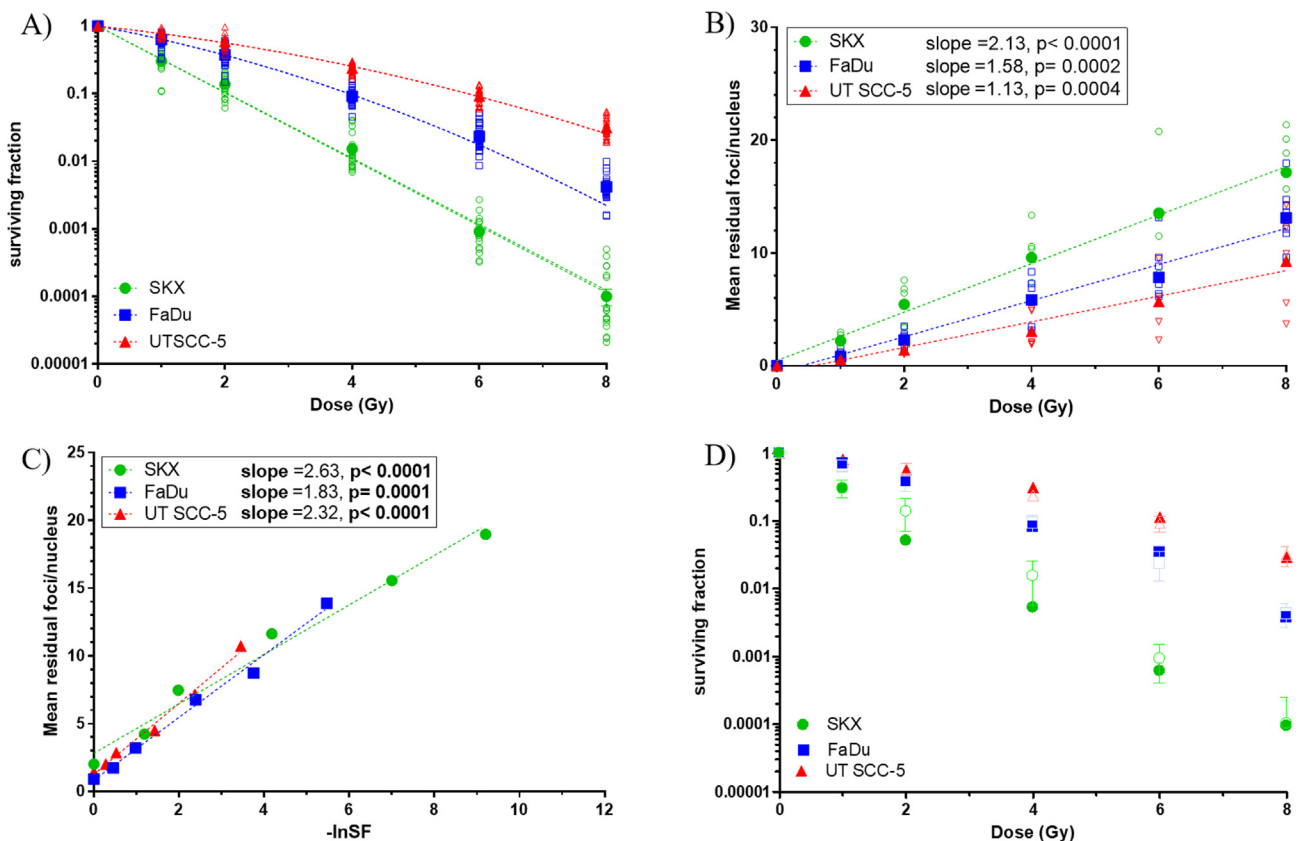 A)
surviving fraction
1
0.1
0.01
0.001
0.0001
0.00001
SKX
FaDu
UTSCC-5
0 2 4 6 8
Dose (Gy)
B)
Mean residual foci/nucleus
30
20
10
0
SKX slope =2.13, p< 0.0001
FaDu slope =1.58, p= 0.0002
UT SCC-5 slope =1.13, p= 0.0004
0 2 4 6 8
Dose (Gy)
C)
Mean residual foci/nucleus
25
20
15
10
5
0
SKX slope =2.63, p< 0.0001
FaDu slope =1.83, p= 0.0001
UT SCC-5 slope =2.32, p< 0.0001
0 2 4 6 8 10 12
-lnSF
D)
surviving fraction
1
0.1
0.01
0.001
0.0001
0.00001
SKX
FaDu
UT SCC-5
0 2 4 6 8
Dose (Gy)